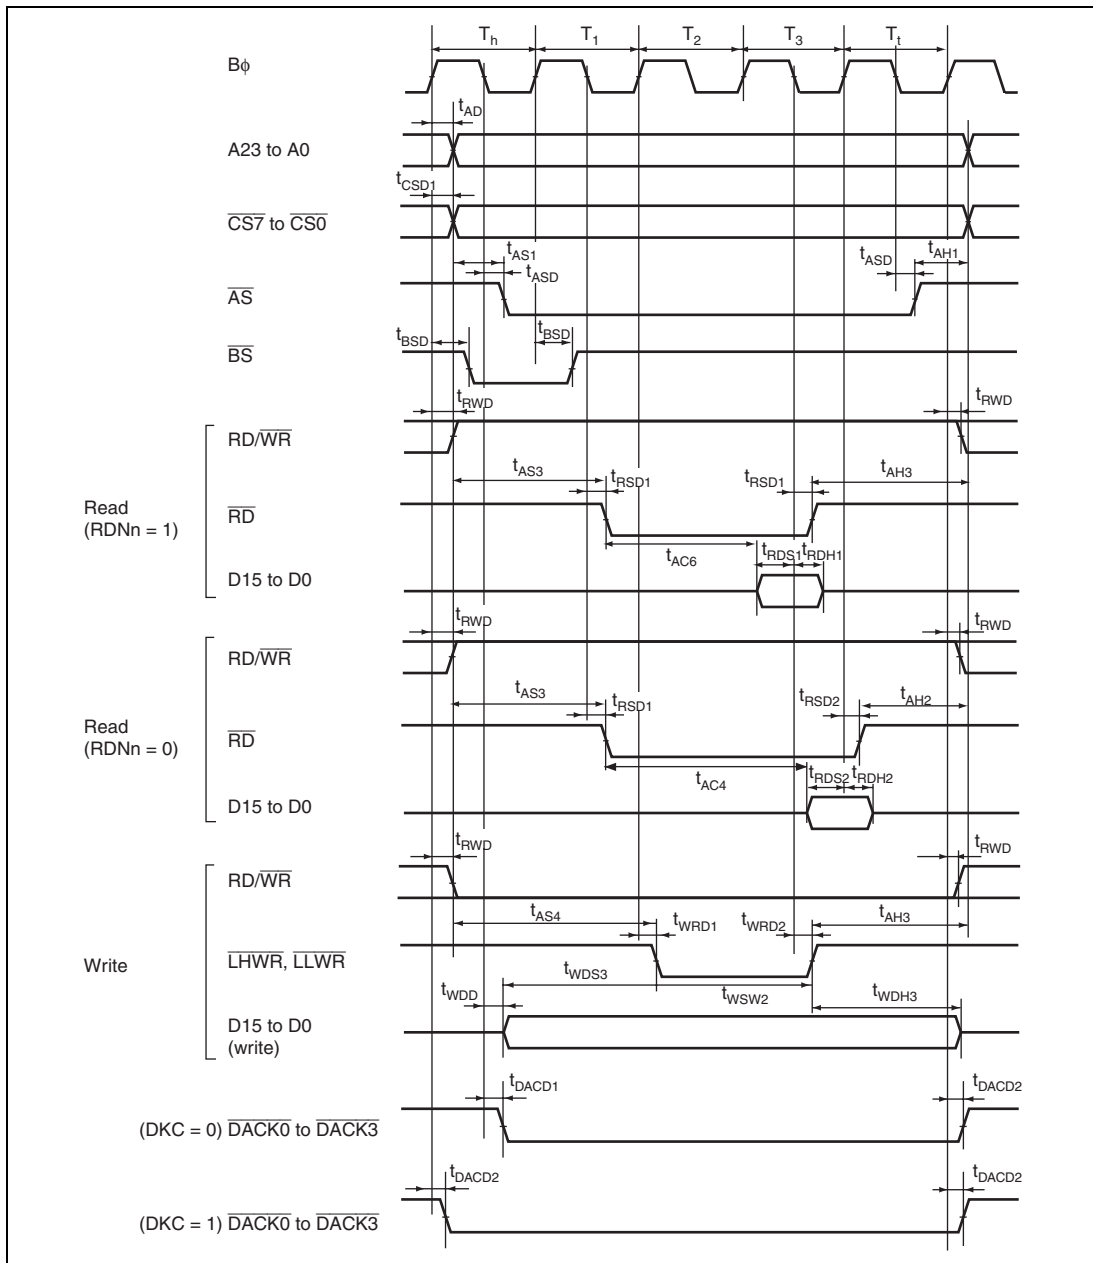 Th T1 T2 T3 Tt
Bφ
tAD
A23 to A0
tCSD1
CS7 to CS0
tAS1 tASD tAH1
tASD
AS
tBSD tBSD
BS
tRWD tRWD
RD/WR
tAS3 tRSD1 tRSD1 tAH3
Read
(RDNn = 1)
RD
tAC6 tRDS1 tRDH1
D15 to D0
tRWD tRWD
RD/WR
tAS3 tRSD1 tRSD2 tAH2
Read
(RDNn = 0)
RD
tAC4 tRDS2 tRDH2
D15 to D0
tRWD tRWD
RD/WR
tAS4 tWRD1 tWRD2 tAH3
Write
LHWR, LLWR
tWDD tWDS3 tWSW2 tWDH3
D15 to D0
(write)
tDACD1 tDACD2
(DKC = 0) DACK0 to DACK3
tDACD2 tDACD2
(DKC = 1) DACK0 to DACK3